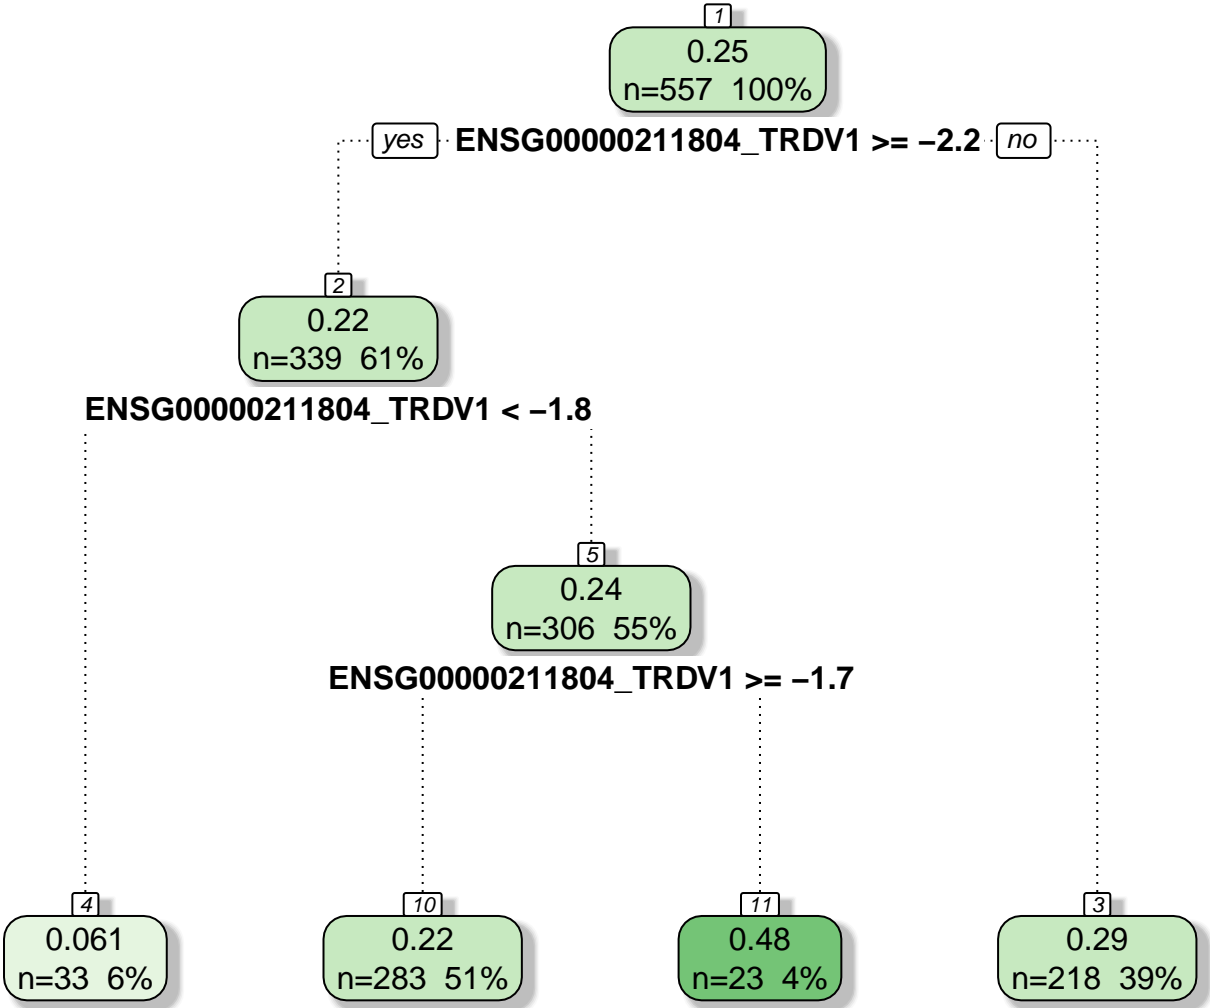 1
0.25
n=557 100%
yes ENSG00000211804_TRDV1 >= −2.2 no
2
0.22
n=339 61%
ENSG00000211804_TRDV1 < −1.8
5
0.24
n=306 55%
ENSG00000211804_TRDV1 >= −1.7
4
0.061
n=33 6%
10
0.22
n=283 51%
11
0.48
n=23 4%
3
0.29
n=218 39%